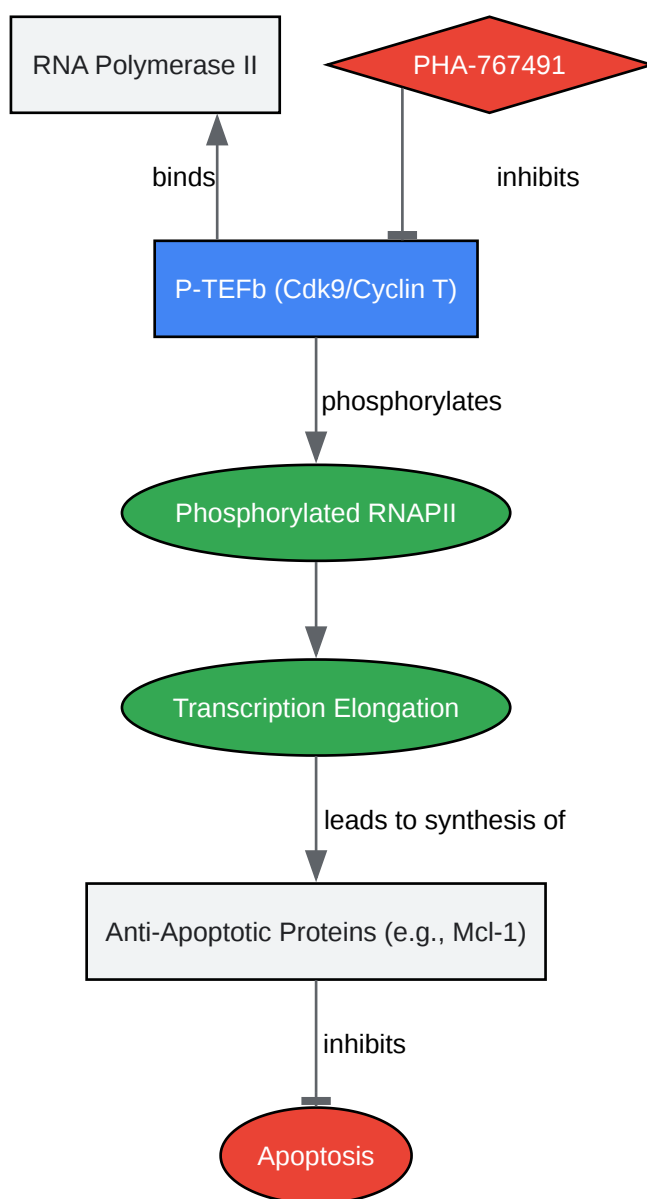 RNA Polymerase II
PHA-767491
binds
inhibits
P-TEFb (Cdk9/Cyclin T)
phosphorylates
Phosphorylated RNAPII
Transcription Elongation
leads to synthesis of
Anti-Apoptotic Proteins (e.g., Mcl-1)
inhibits
Apoptosis